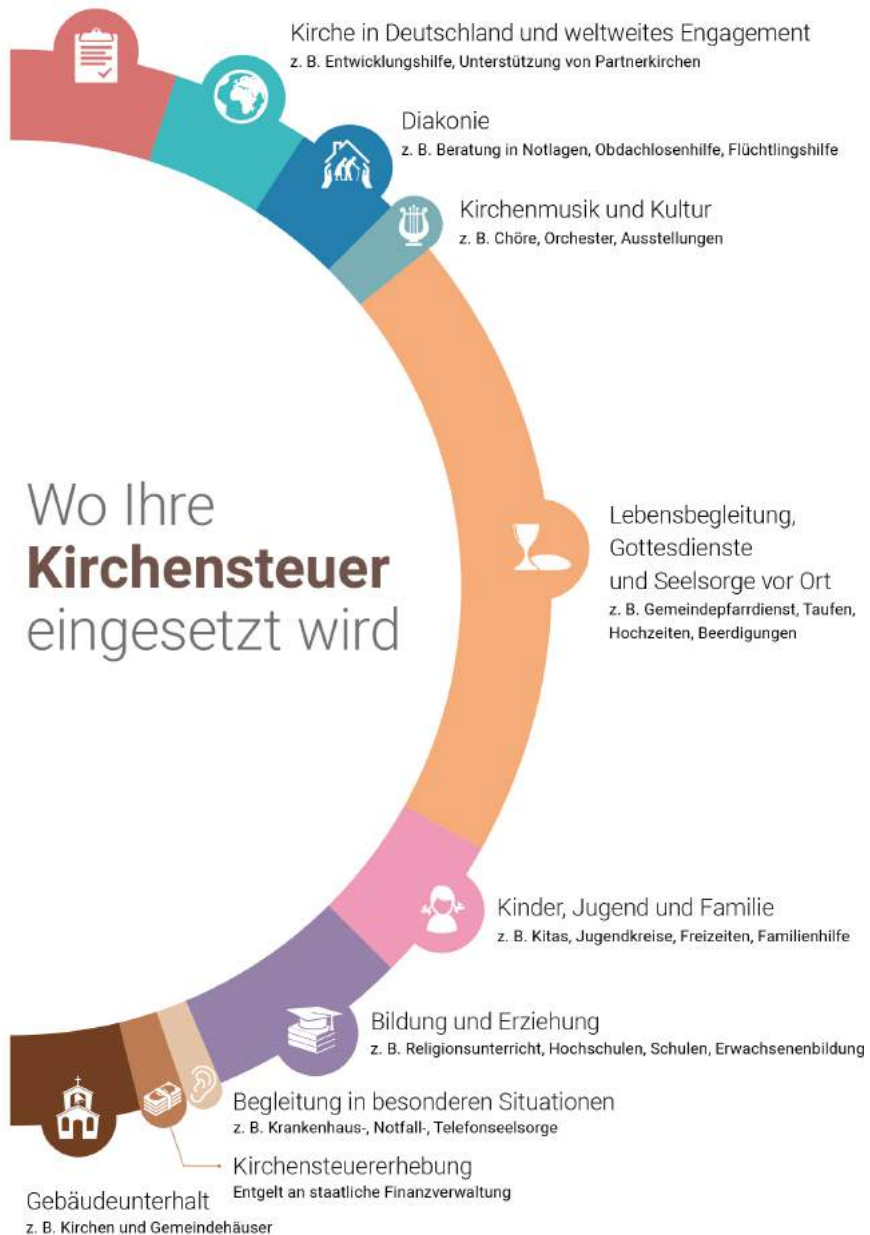 Kirche in Deutschland und weltweites Engagement
z. B. Entwicklungshilfe, Unterstützung von Partnerkirchen
Diakonie
z. B. Beratung in Notlagen, Obdachlosenhilfe, Flüchtlingshilfe
Kirchenmusik und Kultur
z. B. Chöre, Orchester, Ausstellungen
Wo Ihre
Kirchensteuer
eingesetzt wird
Lebensbegleitung,
Gottesdienste
und Seelsorge vor Ort
z. B. Gemeindepfarrdienst, Taufen,
Hochzeiten, Beerdigungen
Kinder, Jugend und Familie
z. B. Kitas, Jugendkreise, Freizeiten, Familienhilfe
Bildung und Erziehung
z. B. Religionsunterricht, Hochschulen, Schulen, Erwachsenenbildung
Begleitung in besonderen Situationen
z. B. Krankenhaus-, Notfall-, Telefonseelsorge
Kirchensteuererhebung
Entgelt an staatliche Finanzverwaltung
Gebäudeunterhalt
z. B. Kirchen und Gemeindehäuser